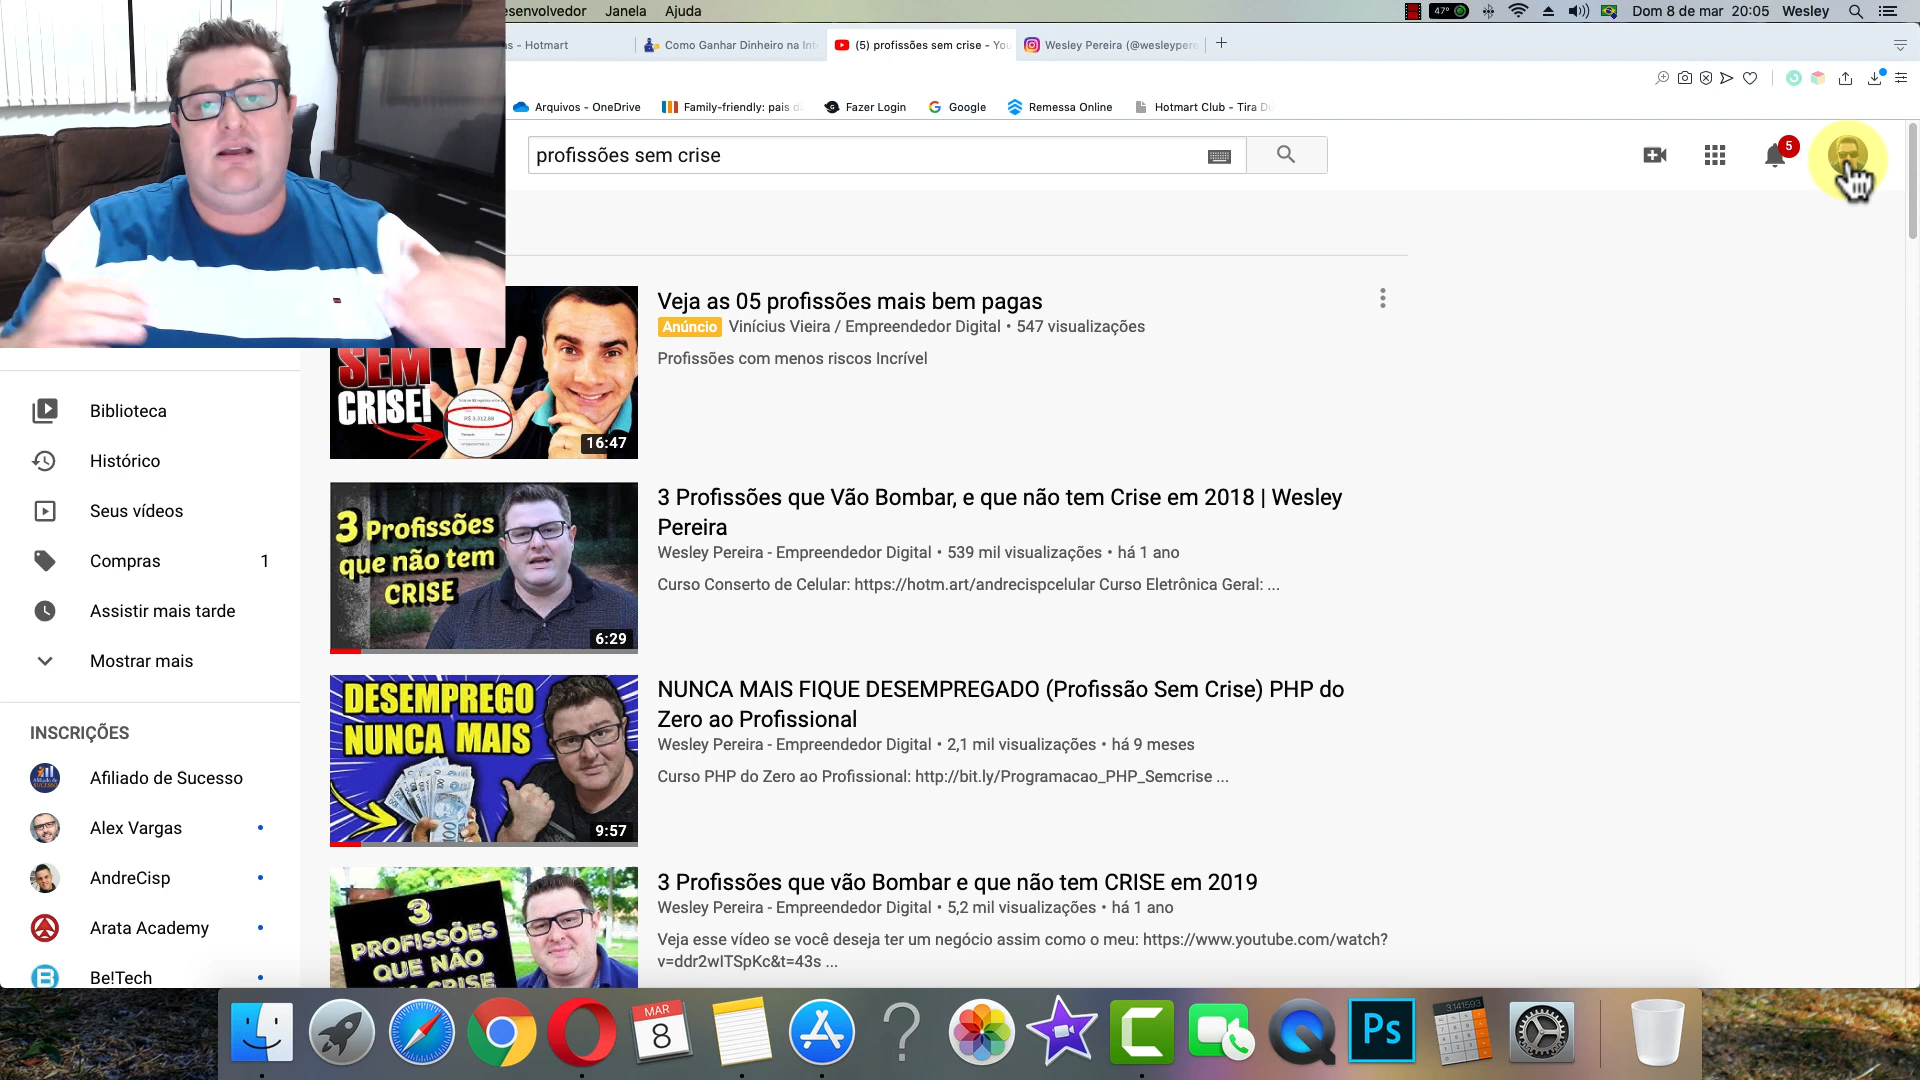 esenvolvedor Janela Ajuda
47° Dom 8 de mar 20:05 Wesley
as - Hotmart
Como Ganhar Dinheiro na Int
(5) profissões sem crise - You
Wesley Pereira (@wesleypere
Arquivos - OneDrive
Family-friendly: pais d
Fazer Login
Google
Remessa Online
Hotmart Club - Tira Du
profissões sem crise
5
Veja as 05 profissões mais bem pagas
Anúncio Vinícius Vieira / Empreendedor Digital • 547 visualizações
Profissões com menos riscos Incrível
SEM
CRISE!
R$ 3.312,88
16:47
Biblioteca
Histórico
Seus vídeos
Compras 1
Assistir mais tarde
Mostrar mais
3 Profissões
que não tem
CRISE
6:29
3 Profissões que Vão Bombar, e que não tem Crise em 2018 | Wesley
Pereira
Wesley Pereira - Empreendedor Digital • 539 mil visualizações • há 1 ano
Curso Conserto de Celular: https://hotm.art/andrecispcelular Curso Eletrônica Geral: ...
DESEMPREGO
NUNCA MAIS
9:57
NUNCA MAIS FIQUE DESEMPREGADO (Profissão Sem Crise) PHP do
Zero ao Profissional
Wesley Pereira - Empreendedor Digital • 2,1 mil visualizações • há 9 meses
Curso PHP do Zero ao Profissional: http://bit.ly/Programacao_PHP_Semcrise ...
INSCRIÇÕES
Afiliado de Sucesso
Alex Vargas
AndreCisp
Arata Academy
Be!Tech
3
PROFISSÕES
QUE NÃO
3 Profissões que vão Bombar e que não tem CRISE em 2019
Wesley Pereira - Empreendedor Digital • 5,2 mil visualizações • há 1 ano
Veja esse vídeo se você deseja ter um negócio assim como o meu: https://www.youtube.com/watch?
v=ddr2wITSpKc&t=43s ...
MAR
8
Ps
3.141593